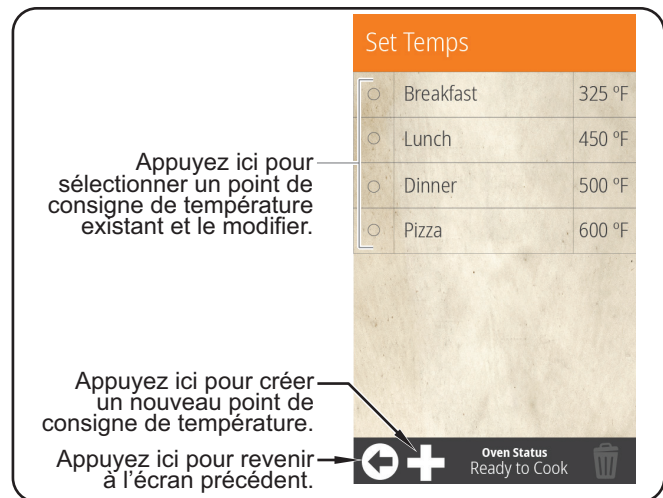 Set Temps
Breakfast 325 ºF
Lunch 450 ºF
Dinner 500 ºF
Pizza 600 ºF
Appuyez ici pour
sélectionner un point de
consigne de température
existant et le modifier.
Appuyez ici pour créer
un nouveau point de
consigne de température.
Appuyez ici pour revenir
à l'écran précédent.
Oven Status
Ready to Cook